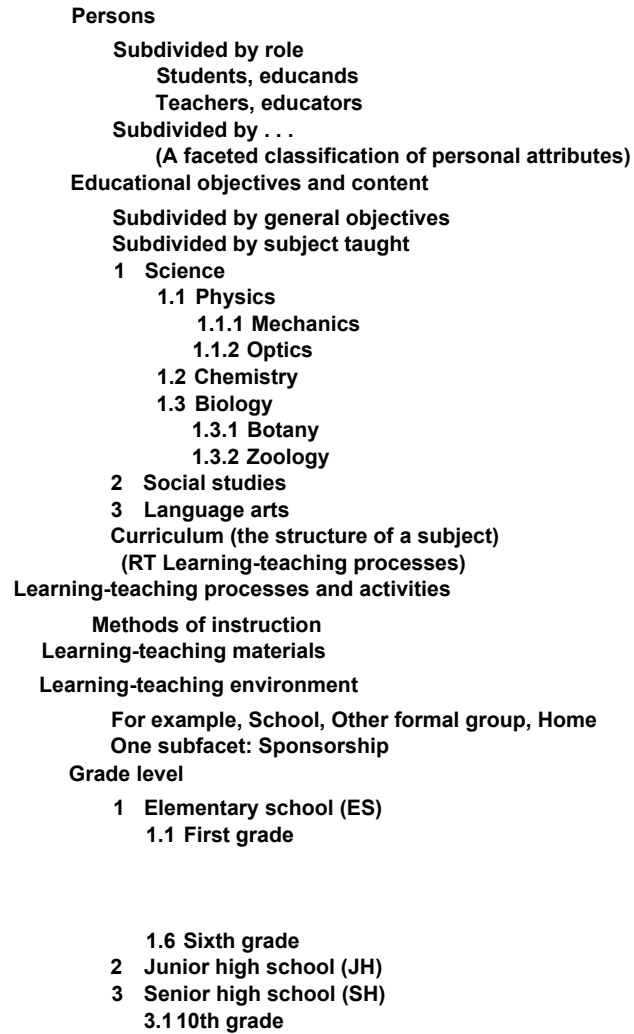 Persons
Subdivided by role
Students, educands
Teachers, educators
Subdivided by . . .
(A faceted classification of personal attributes)
Educational objectives and content
Subdivided by general objectives
Subdivided by subject taught
1 Science
1.1 Physics
1.1.1 Mechanics
1.1.2 Optics
1.2 Chemistry
1.3 Biology
1.3.1 Botany
1.3.2 Zoology
2 Social studies
3 Language arts
Curriculum (the structure of a subject)
(RT Learning-teaching processes)
Learning-teaching processes and activities
Methods of instruction
Learning-teaching materials
Learning-teaching environment
For example, School, Other formal group, Home
One subfacet: Sponsorship
Grade level
1 Elementary school (ES)
1.1 First grade
1.6 Sixth grade
2 Junior high school (JH)
3 Senior high school (SH)
3.1 10th grade